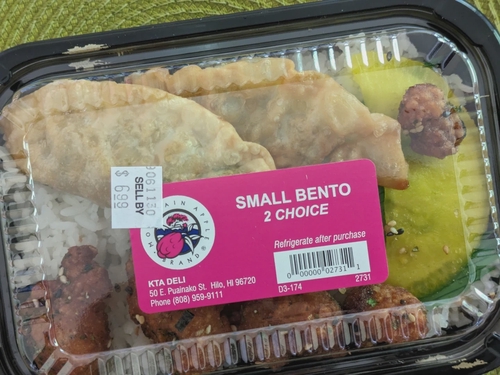 SMALL BENTO
2 CHOICE
Refrigerate after purchase
0 00000 02731 1
D3-174 2731
SELL BY
$ 6.99
KTA DELI
50 E. Puainako St. Hilo, HI 96720
Phone (808) 959-9111